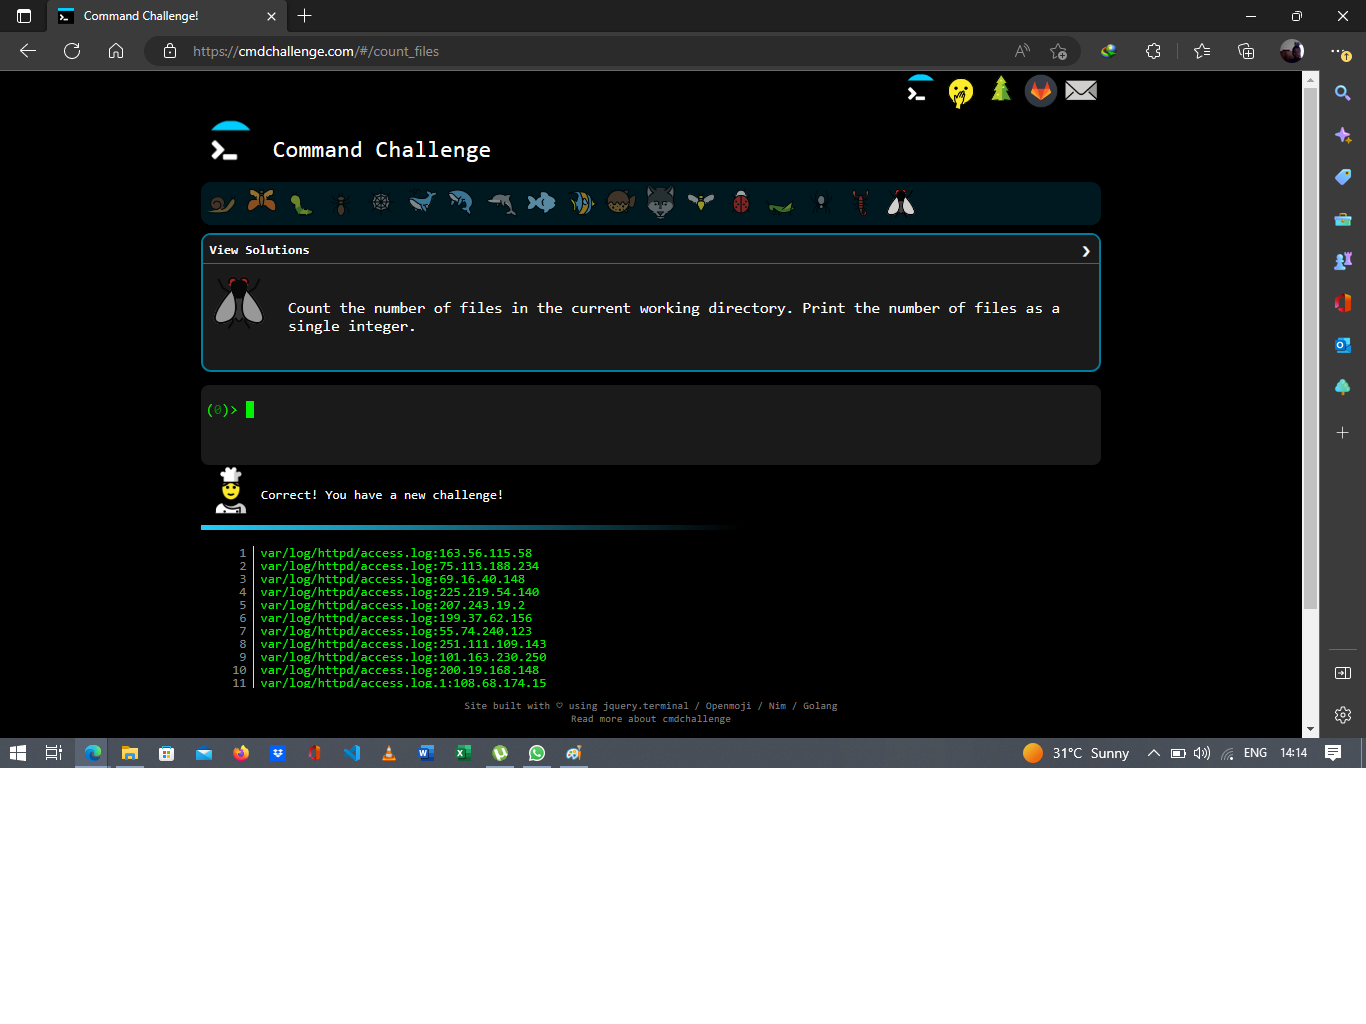 Command Challenge!
https://cmdchallenge.com/#/count_files
Command Challenge
View Solutions
Count the number of files in the current working directory. Print the number of files as a
single integer.
(0)>
Correct! You have a new challenge!
1 var/log/httpd/access.log:163.56.115.58
2 var/log/httpd/access.log:75.113.188.234
3 var/log/httpd/access.log:69.16.40.148
4 var/log/httpd/access.log:225.219.54.140
5 var/log/httpd/access.log:207.243.19.2
6 var/log/httpd/access.log:199.37.62.156
7 var/log/httpd/access.log:55.74.240.123
8 var/log/httpd/access.log:251.111.109.143
9 var/log/httpd/access.log:101.163.230.250
10 var/log/httpd/access.log:200.19.168.148
11 var/log/httpd/access.log.1:108.68.174.15
Site built with ♡ using jquery.terminal / Openmoji / Nim / Golang
Read more about cmdchallenge
31°C Sunny ENG 14:14